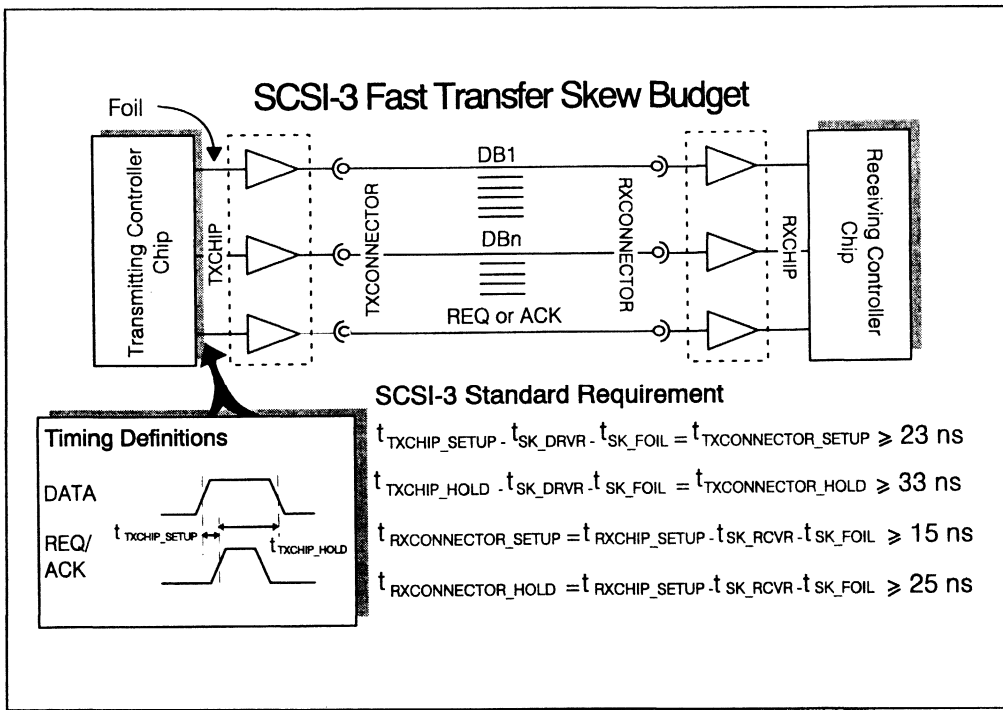 SCSI-3 Fast Transfer Skew Budget
Foil
Transmitting Controller
Chip
TXCHIP
TXCONNECTOR
DB1
DBn
REQ or ACK
RXCONNECTOR
RXCHIP
Receiving Controller
Chip
Timing Definitions
DATA
REQ/
ACK
t TXCHIP_SETUP
t TXCHIP_HOLD
SCSI-3 Standard Requirement
t TXCHIP_SETUP - t SK_DRVR - t SK_FOIL = t TXCONNECTOR_SETUP ⩾ 23 ns
t TXCHIP_HOLD - t SK_DRVR - t SK_FOIL = t TXCONNECTOR_HOLD ⩾ 33 ns
t RXCONNECTOR_SETUP = t RXCHIP_SETUP - t SK_RCVR - t SK_FOIL ⩾ 15 ns
t RXCONNECTOR_HOLD = t RXCHIP_SETUP - t SK_RCVR - t SK_FOIL ⩾ 25 ns